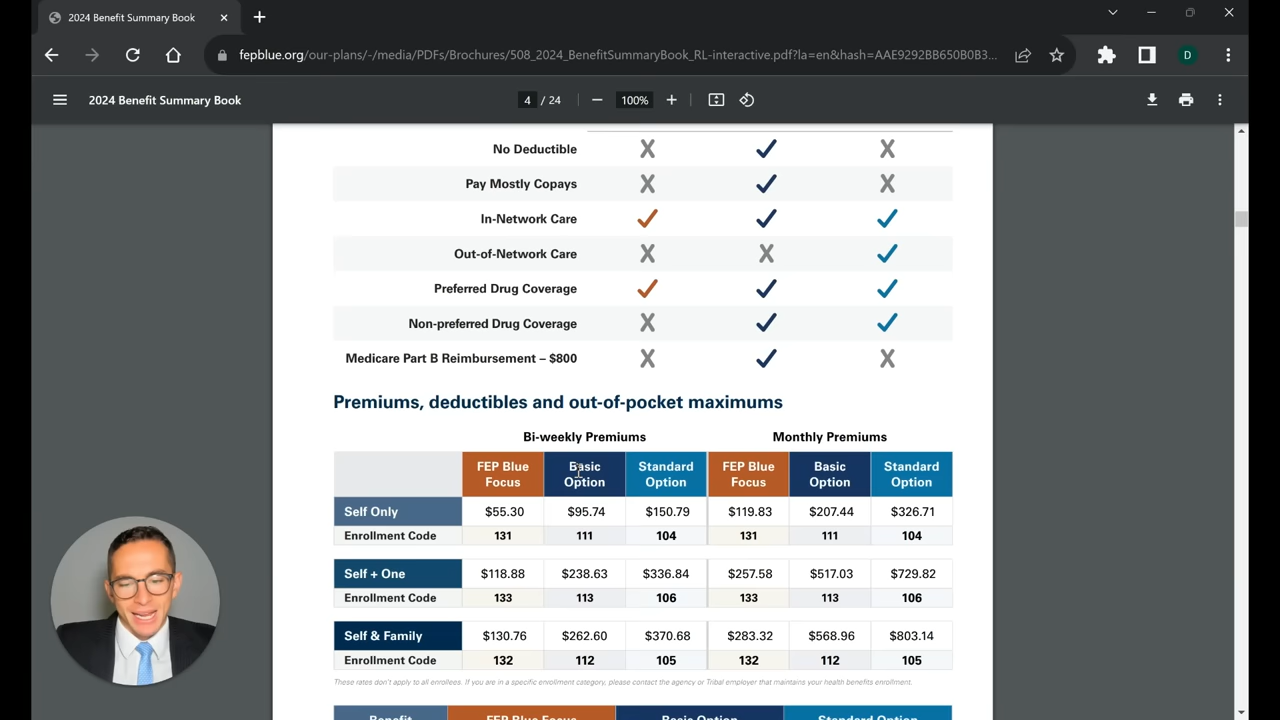 2024 Benefit Summary Book
fepblue.org/our-plans/-/media/PDFs/Brochures/508_2024_BenefitSummaryBook_RL-interactive.pdf?la=en&hash=AAE9292BB650B0B3...
D
2024 Benefit Summary Book
4 / 24
100%
No Deductible X ✓ X
Pay Mostly Copays X ✓ X
In-Network Care ✓ ✓ ✓
Out-of-Network Care X X ✓
Preferred Drug Coverage ✓ ✓ ✓
Non-preferred Drug Coverage X ✓ ✓
Medicare Part B Reimbursement – $800 X ✓ X
Premiums, deductibles and out-of-pocket maximums
Bi-weekly Premiums Monthly Premiums
FEP Blue Focus Basic Option Standard Option FEP Blue Focus Basic Option Standard Option
Self Only $55.30 $95.74 $150.79 $119.83 $207.44 $326.71
Enrollment Code 131 111 104 131 111 104
Self + One $118.88 $238.63 $336.84 $257.58 $517.03 $729.82
Enrollment Code 133 113 106 133 113 106
Self & Family $130.76 $262.60 $370.68 $283.32 $568.96 $803.14
Enrollment Code 132 112 105 132 112 105
These rates don't apply to all enrollees. If you are in a specific enrollment category, please contact the agency or Tribal employer that maintains your health benefits enrollment.
Benefit FEP Blue Focus Basic Option Standard Option